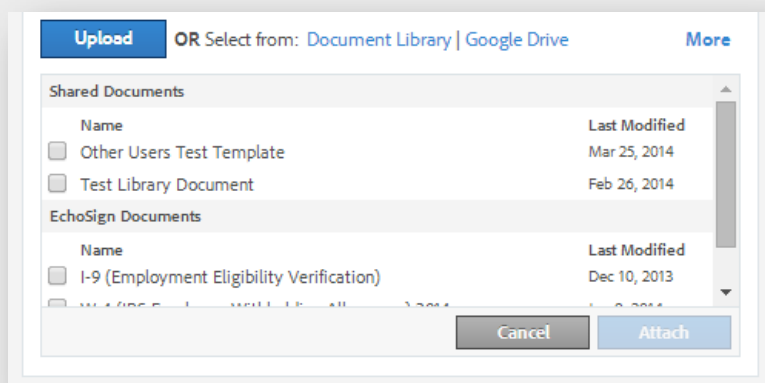 Upload OR Select from: Document Library | Google Drive More
Shared Documents
Name Last Modified
Other Users Test Template Mar 25, 2014
Test Library Document Feb 26, 2014
EchoSign Documents
Name Last Modified
I-9 (Employment Eligibility Verification) Dec 10, 2013
Cancel Attach